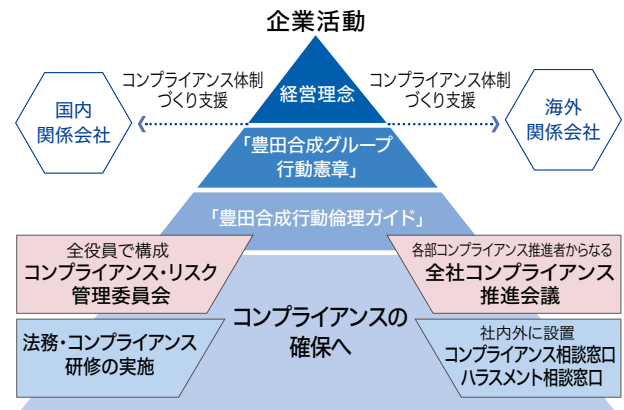 企業活動
コンプライアンス体制
づくり支援
経営理念
コンプライアンス体制
づくり支援
国内
関係会社
海外
関係会社
「豊田合成グループ
行動憲章」
「豊田合成行動倫理ガイド」
全役員で構成
コンプライアンス・リスク
管理委員会
各部コンプライアンス推進者からなる
全社コンプライアンス
推進会議
コンプライアンスの
確保へ
法務・コンプライアンス
研修の実施
社内外に設置
コンプライアンス相談窓口
ハラスメント相談窓口